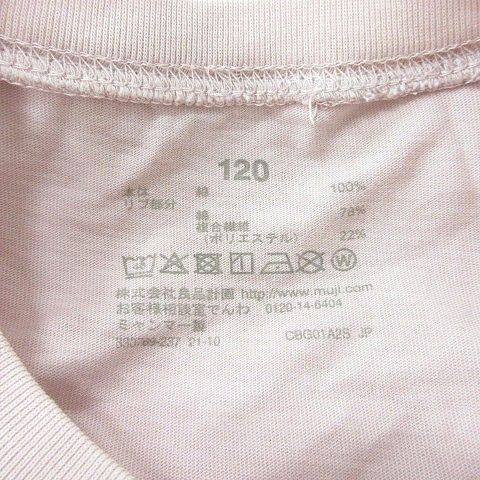 120
本体 綿 100%
リブ部分 綿 78%
複合繊維
(ポリエステル) 22%
株式会社良品計画 http://www.muji.com
お客様相談室でんわ 0120-14-6404
ミャンマー製
21-10 CBG01A2S JP